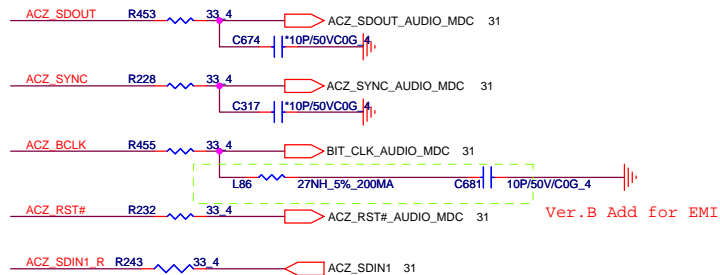 ACZ_SDOUT R453 33_4 ACZ_SDOUT_AUDIO_MDC 31
C674 *10P/50VC0G_4
ACZ_SYNC R228 33_4 ACZ_SYNC_AUDIO_MDC 31
C317 *10P/50VC0G_4
ACZ_BCLK R455 33_4 BIT_CLK_AUDIO_MDC 31
L86 27NH_5%_200MA C681 10P/50V/C0G_4
ACZ_RST# R232 33_4 ACZ_RST#_AUDIO_MDC 31
Ver.B Add for EMI
ACZ_SDIN1_R R243 33_4 ACZ_SDIN1 31